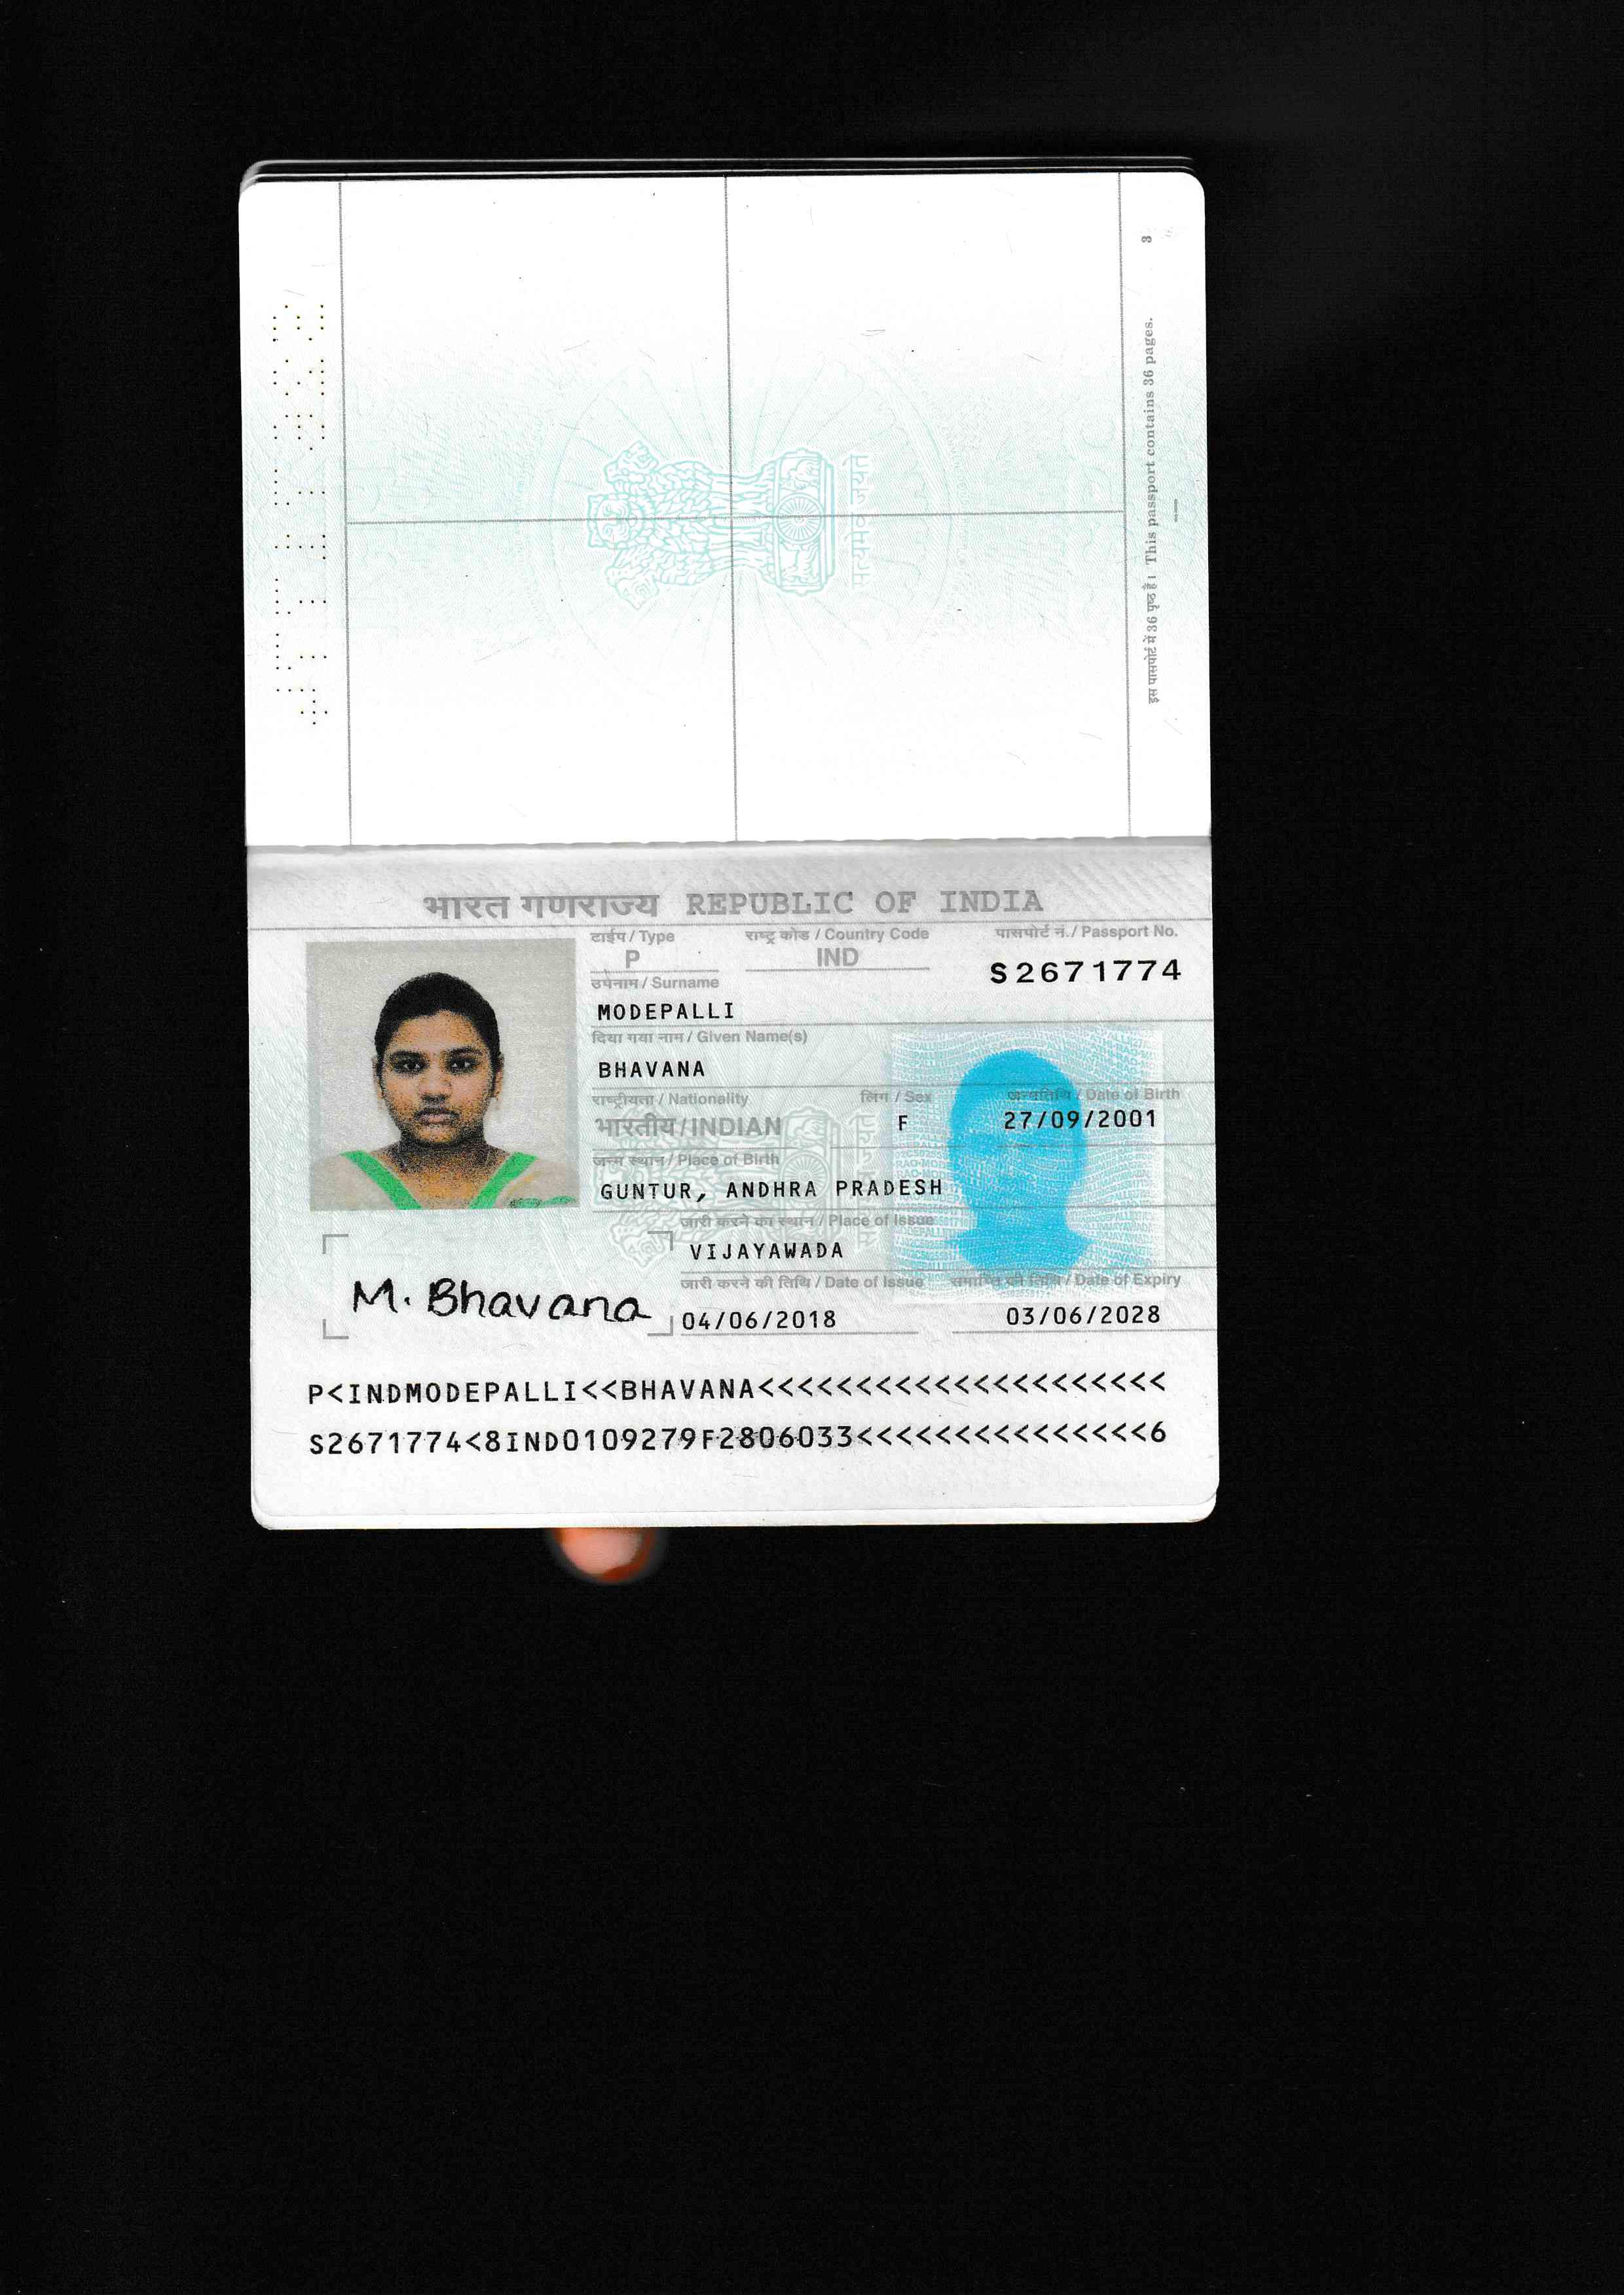 3
इस पासपोर्ट में 36 पृष्ठ हैं। This passport contains 36 pages.
सत्यमेव जयते
भारत गणराज्य REPUBLIC OF INDIA
टाईप / Type राष्ट्र कोड / Country Code पासपोर्ट नं. / Passport No.
P IND S2671774
उपनाम / Surname
MODEPALLI
दिया गया नाम / Given Name(s)
BHAVANA
राष्ट्रीयता / Nationality लिंग / Sex जन्मतिथि / Date of Birth
भारतीय / INDIAN F 27/09/2001
जन्म स्थान / Place of Birth
GUNTUR, ANDHRA PRADESH
जारी करने का स्थान / Place of Issue
VIJAYAWADA
जारी करने की तिथि / Date of Issue समाप्ति की तिथि / Date of Expiry
04/06/2018 03/06/2028
M. Bhavana
P<INDMODEPALLI<<BHAVANA<<<<<<<<<<<<<<<<<<<<<
S2671774<8IND0109279F2806033<<<<<<<<<<<<<<<6